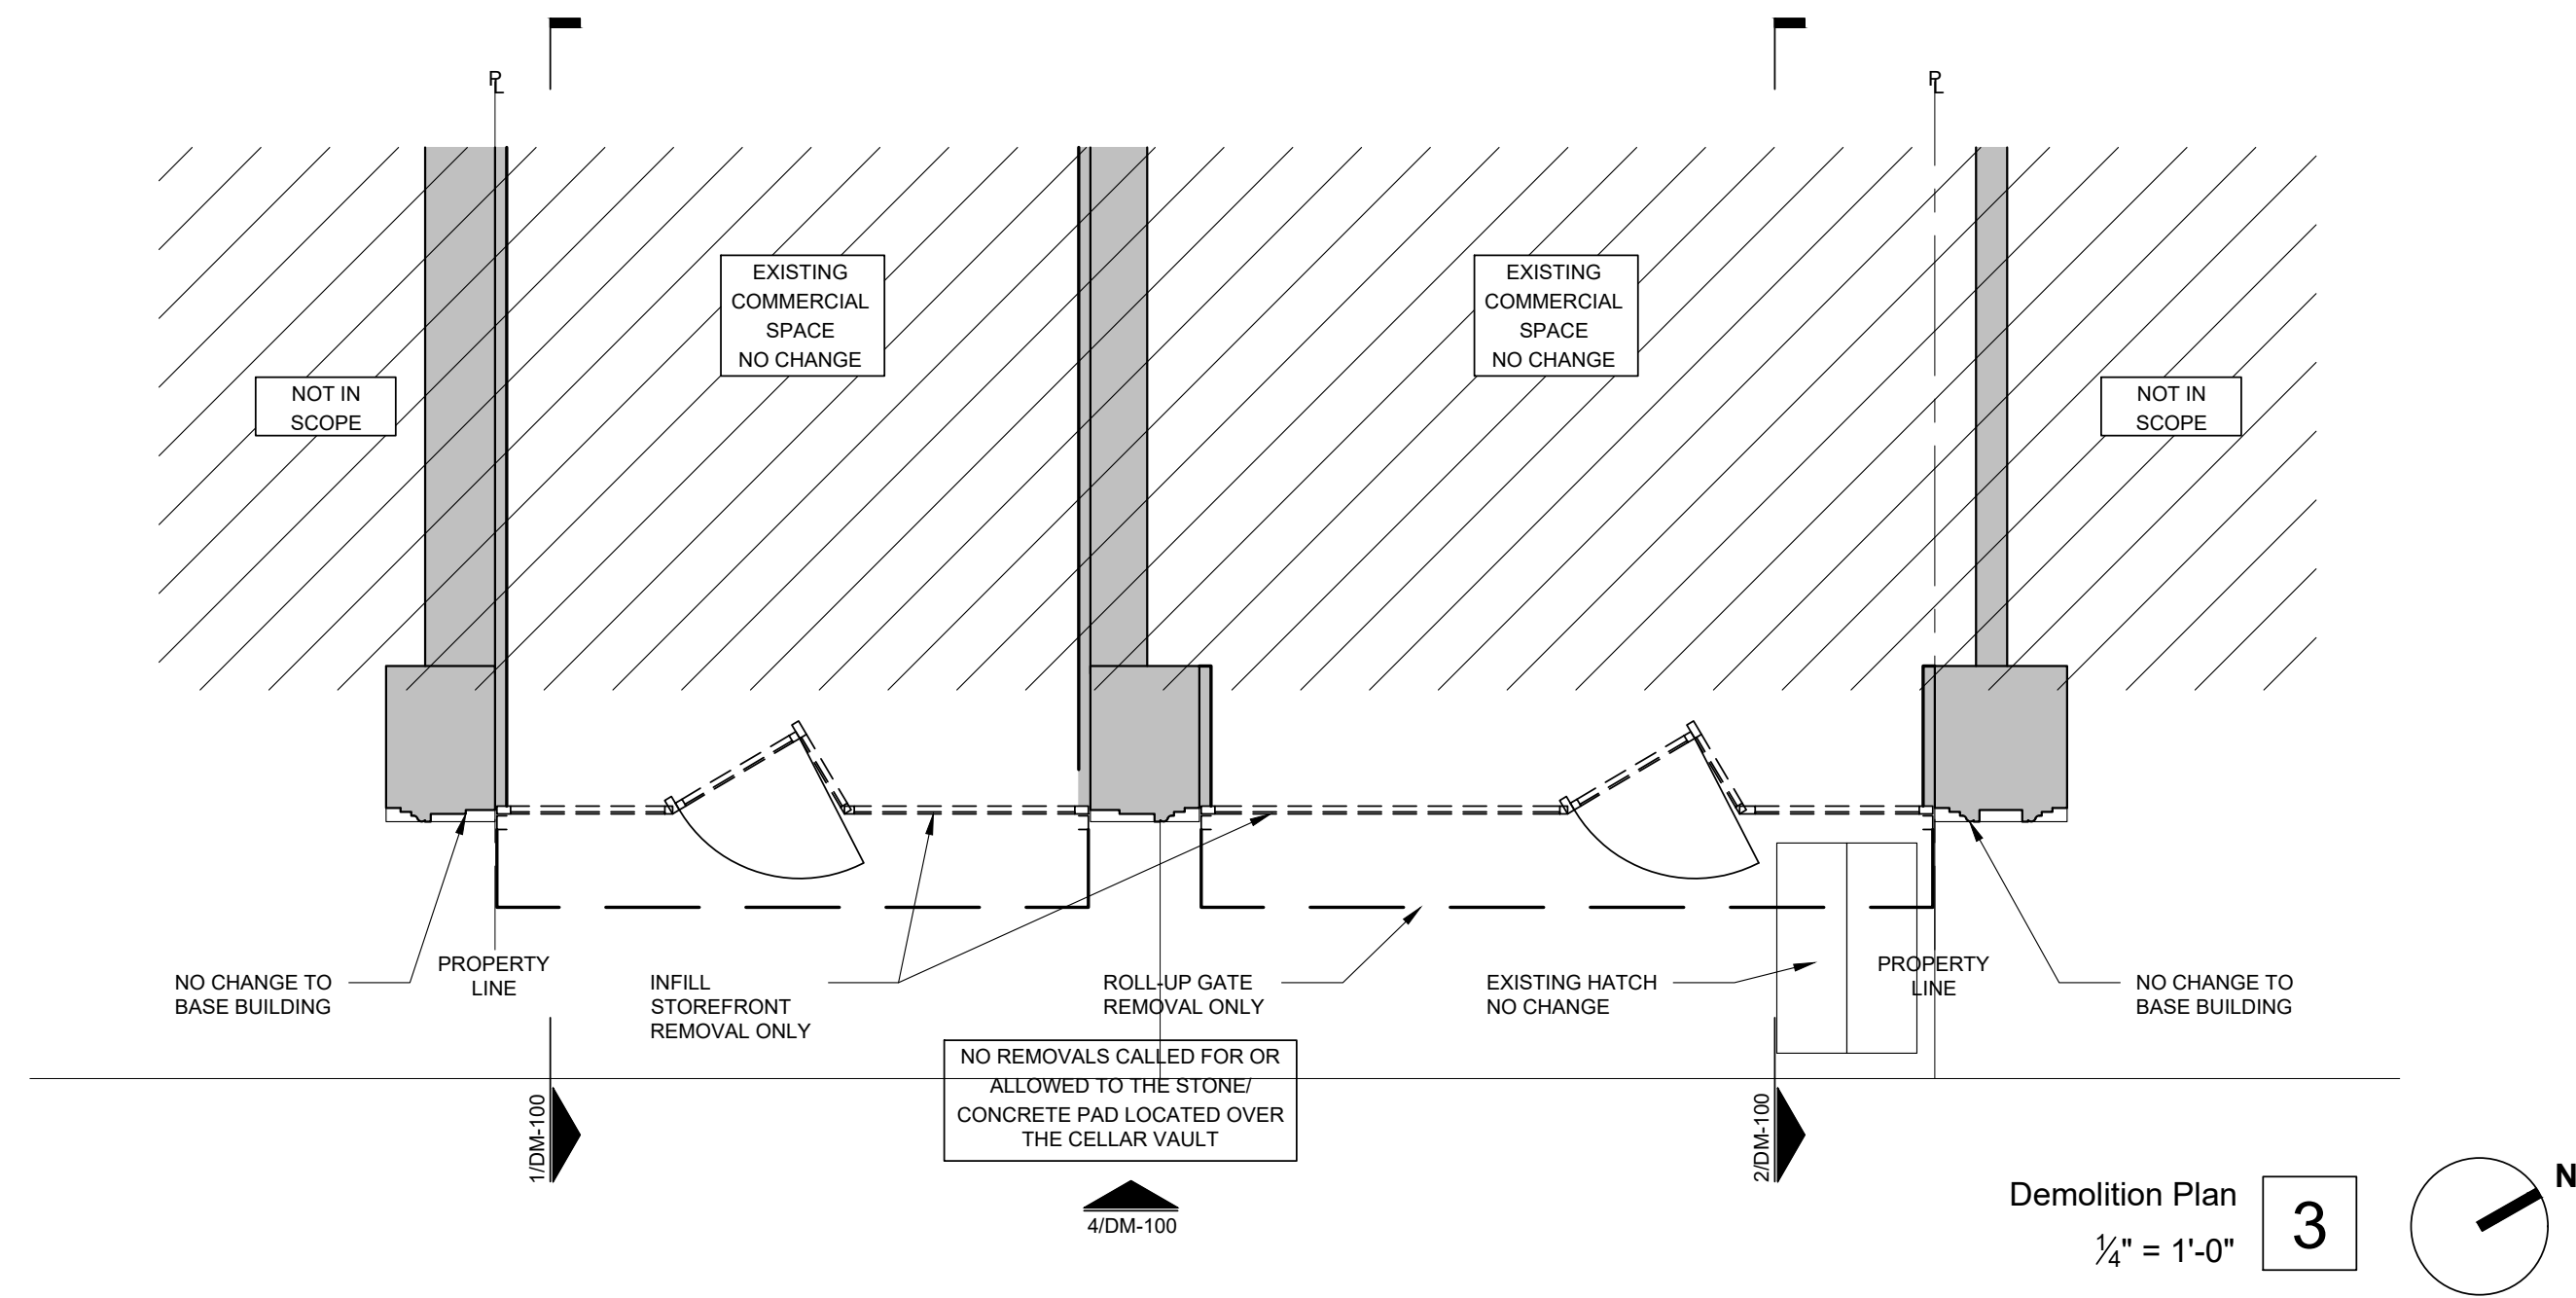 PL
PL
EXISTING
COMMERCIAL
SPACE
NO CHANGE
EXISTING
COMMERCIAL
SPACE
NO CHANGE
NOT IN
SCOPE
NOT IN
SCOPE
NO CHANGE TO
BASE BUILDING
PROPERTY
LINE
INFILL
STOREFRONT
REMOVAL ONLY
ROLL-UP GATE
REMOVAL ONLY
EXISTING HATCH
NO CHANGE
PROPERTY
LINE
NO CHANGE TO
BASE BUILDING
NO REMOVALS CALLED FOR OR
ALLOWED TO THE STONE/
CONCRETE PAD LOCATED OVER
THE CELLAR VAULT
1/DM-100
2/DM-100
4/DM-100
Demolition Plan
1/4" = 1'-0"
3
N